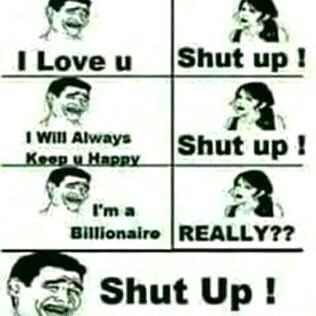 I Love u
Shut up !
I Will Always
Keep u Happy
Shut up !
I'm a
Billionaire
REALLY??
Shut Up !